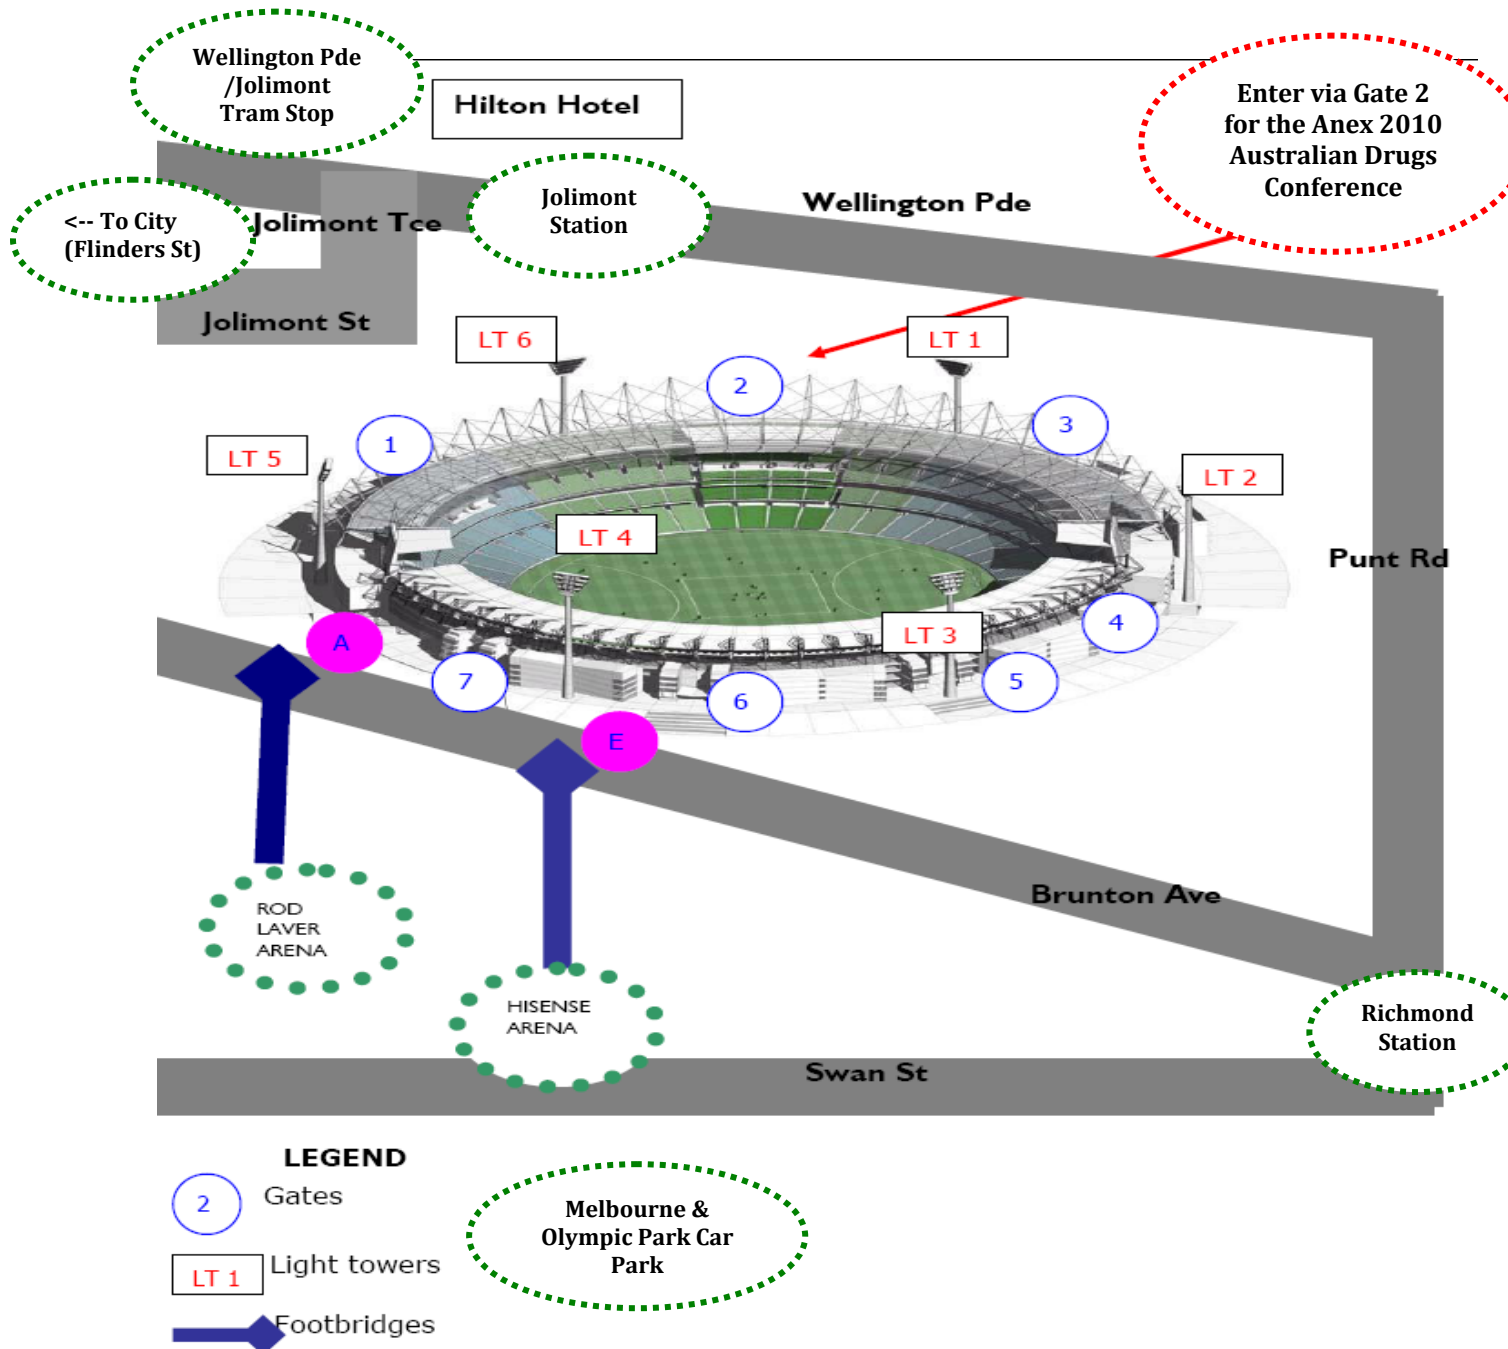 Wellington Pde
/Jolimont
Tram Stop
Hilton Hotel
Enter via Gate 2
for the Anex 2010
Australian Drugs
Conference
<-- To City
(Flinders St)
Jolimont Tce
Jolimont
Station
Wellington Pde
Jolimont St
LT 6
LT 1
2
1
3
LT 5
LT 2
LT 4
Punt Rd
A
LT 3
4
7
6
5
E
Brunton Ave
ROD
LAVER
ARENA
HISENSE
ARENA
Richmond
Station
Swan St
LEGEND
2
Gates
LT 1
Light towers
Footbridges
Melbourne &
Olympic Park Car
Park